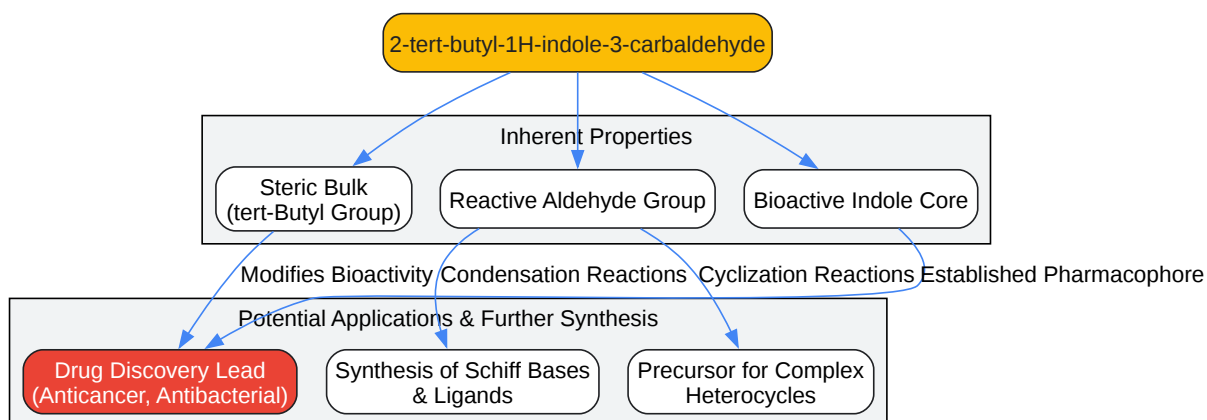 2-tert-butyl-1H-indole-3-carbaldehyde
Inherent Properties
Steric Bulk
(tert-Butyl Group)
Reactive Aldehyde Group
Bioactive Indole Core
Modifies Bioactivity
Condensation Reactions
Cyclization Reactions
Established Pharmacophore
Potential Applications & Further Synthesis
Drug Discovery Lead
(Anticancer, Antibacterial)
Synthesis of Schiff Bases
& Ligands
Precursor for Complex
Heterocycles